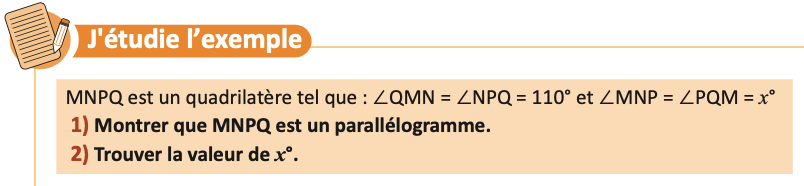 J'étudie l’exemple
MNPQ est un quadrilatère tel que : ∠QMN = ∠NPQ = 110° et ∠MNP = ∠PQM = x°
1) Montrer que MNPQ est un parallélogramme.
2) Trouver la valeur de x°.